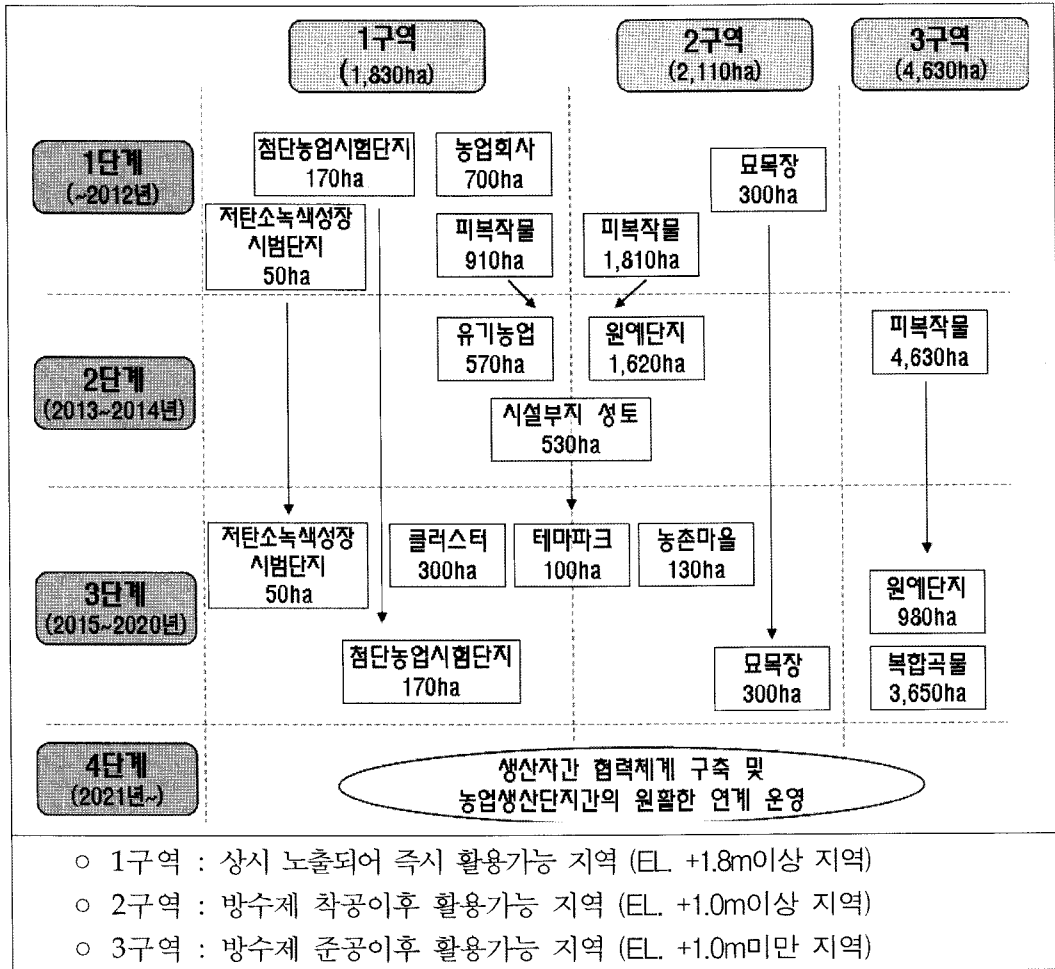 1구역
(1,830ha)
2구역
(2,110ha)
3구역
(4,630ha)
1단계
(~2012년)
첨단농업시험단지
170ha
농업회사
700ha
묘목장
300ha
저탄소녹색성장
시범단지
50ha
피복작물
910ha
피복작물
1,810ha
2단계
(2013~2014년)
유기농업
570ha
원예단지
1,620ha
피복작물
4,630ha
시설부지 성토
530ha
3단계
(2015~2020년)
저탄소녹색성장
시범단지
50ha
클러스터
300ha
테마파크
100ha
농촌마을
130ha
원예단지
980ha
첨단농업시험단지
170ha
묘목장
300ha
복합곡물
3,650ha
4단계
(2021년~)
생산자간 협력체계 구축 및
농업생산단지간의 원활한 연계 운영
○ 1구역 : 상시 노출되어 즉시 활용가능 지역 (EL. +1.8m이상 지역)
○ 2구역 : 방수제 착공이후 활용가능 지역 (EL. +1.0m이상 지역)
○ 3구역 : 방수제 준공이후 활용가능 지역 (EL. +1.0m미만 지역)